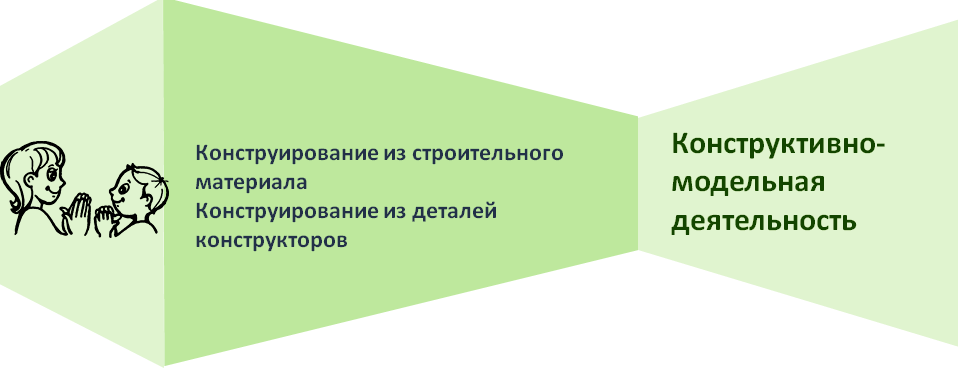 Конструирование из строительного
материала
Конструирование из деталей
конструкторов
Конструктивно-
модельная
деятельность